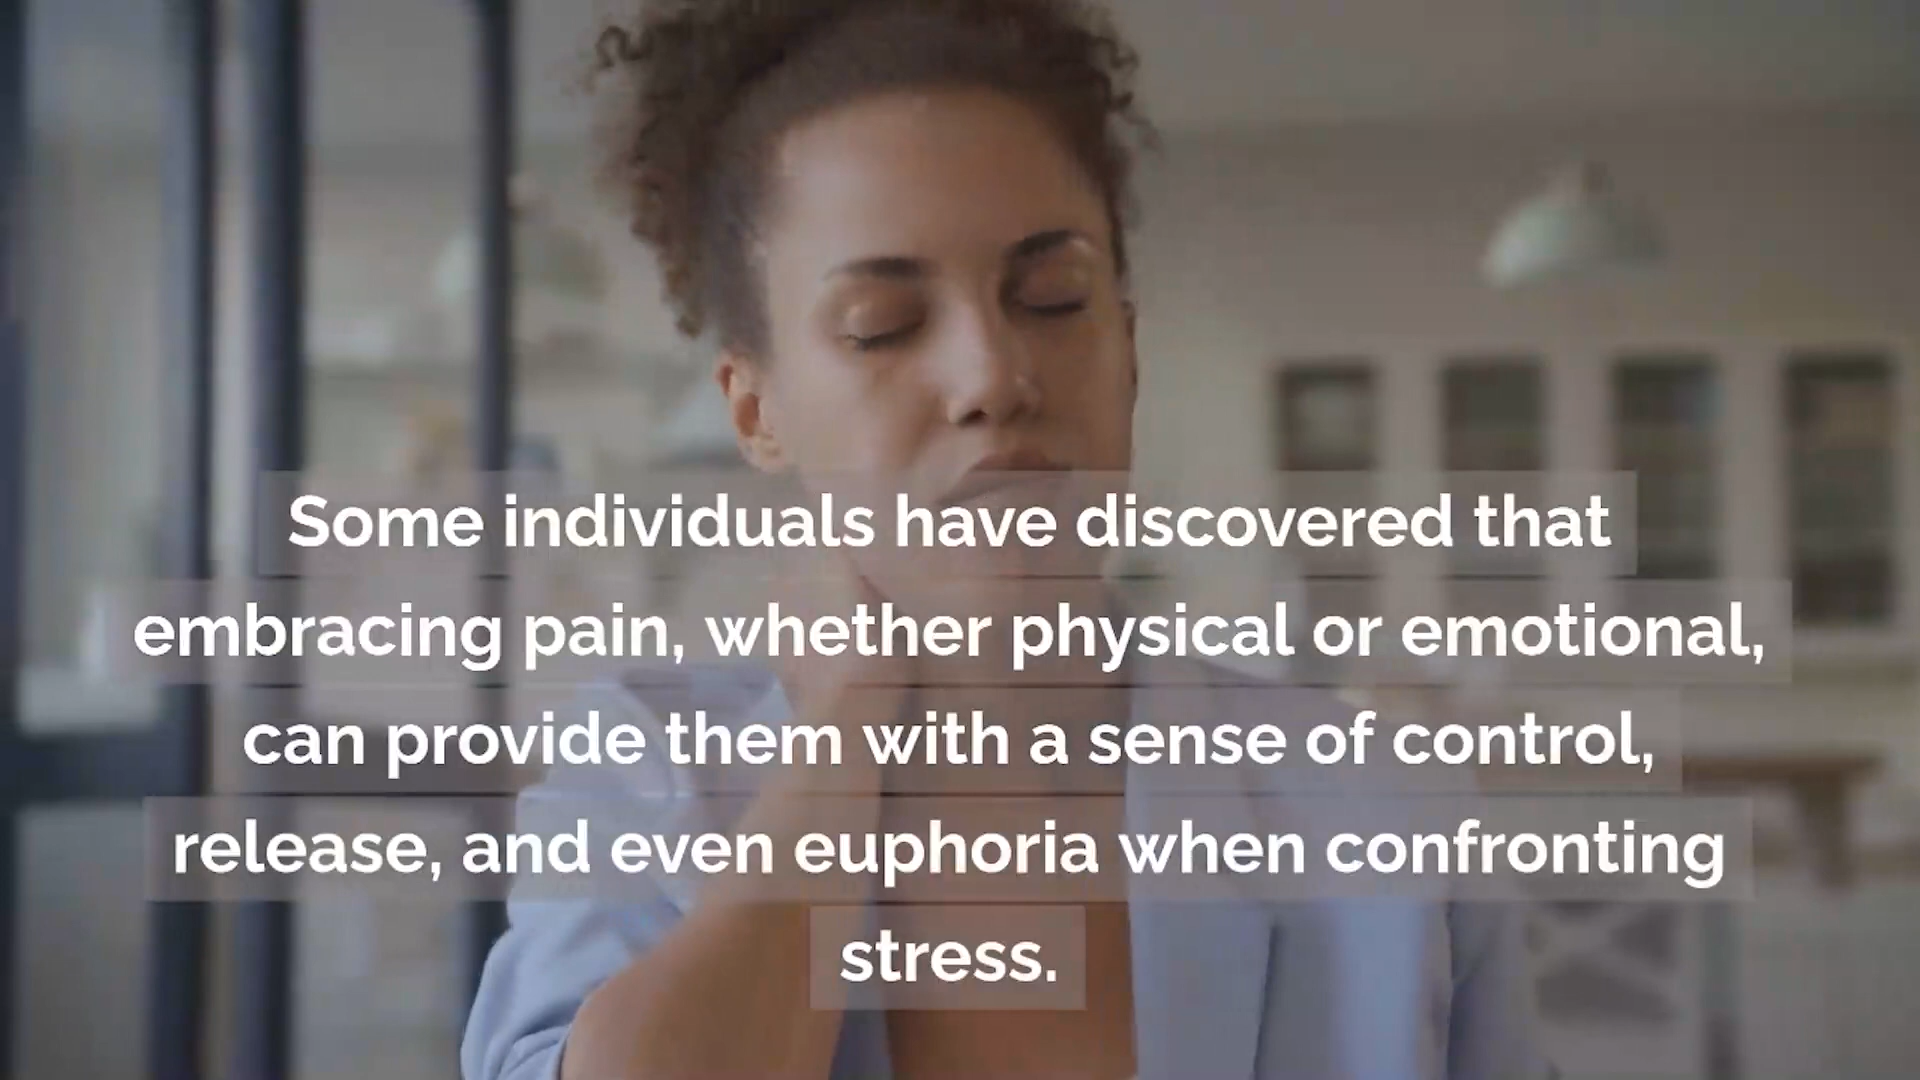 Some individuals have discovered that
embracing pain, whether physical or emotional,
can provide them with a sense of control,
release, and even euphoria when confronting
stress.